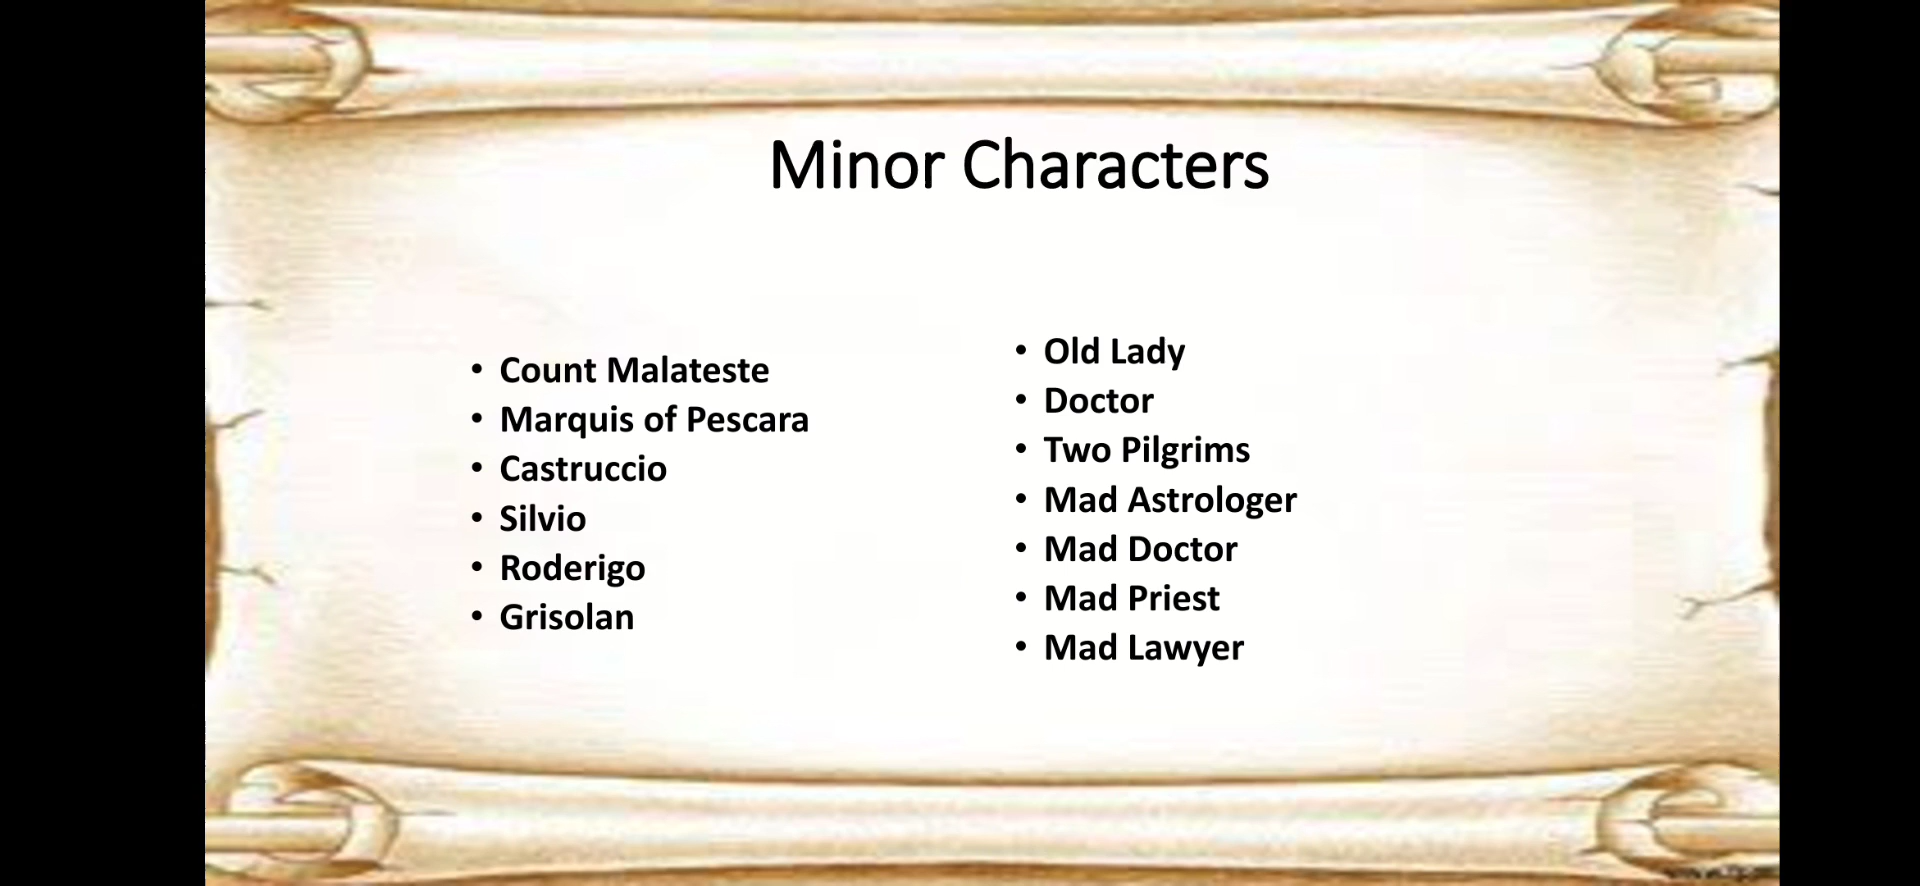 Minor Characters
• Count Malateste
• Marquis of Pescara
• Castruccio
• Silvio
• Roderigo
• Grisolan
• Old Lady
• Doctor
• Two Pilgrims
• Mad Astrologer
• Mad Doctor
• Mad Priest
• Mad Lawyer